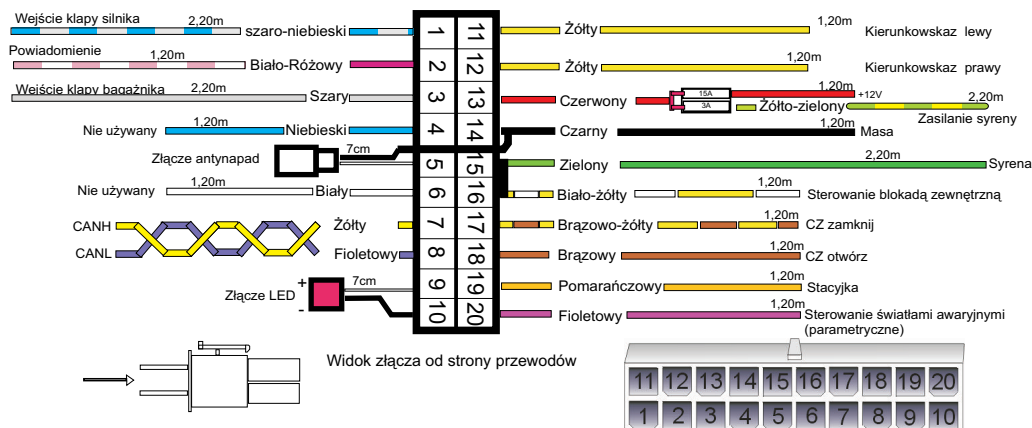 Wejście klapy silnika 2,20m szaro-niebieski 1 11 Żółty 1,20m Kierunkowskaz lewy
Powiadomienie 1,20m Biało-Różowy 2 12 Żółty 1,20m Kierunkowskaz prawy
Wejście klapy bagażnika 2,20m Szary 3 13 Czerwony 15A 3A 1,20m +12V
Żółto-zielony 2,20m
Zasilanie syreny
Nie używany 1,20m Niebieski 4 14 Czarny 1,20m Masa
Złącze antynapad 7cm 5 15 Zielony 2,20m Syrena
Nie używany 1,20m Biały 6 16 Biało-żółty 1,20m Sterowanie blokadą zewnętrzną
CANH Żółty 7 17 Brązowo-żółty 1,20m CZ zamknij
CANL Fioletowy 8 18 Brązowy 1,20m CZ otwórz
Złącze LED + - 7cm 9 19 Pomarańczowy 1,20m Stacyjka
10 20 Fioletowy 1,20m Sterowanie światłami awaryjnymi
(parametryczne)
Widok złącza od strony przewodów
11 12 13 14 15 16 17 18 19 20
1 2 3 4 5 6 7 8 9 10